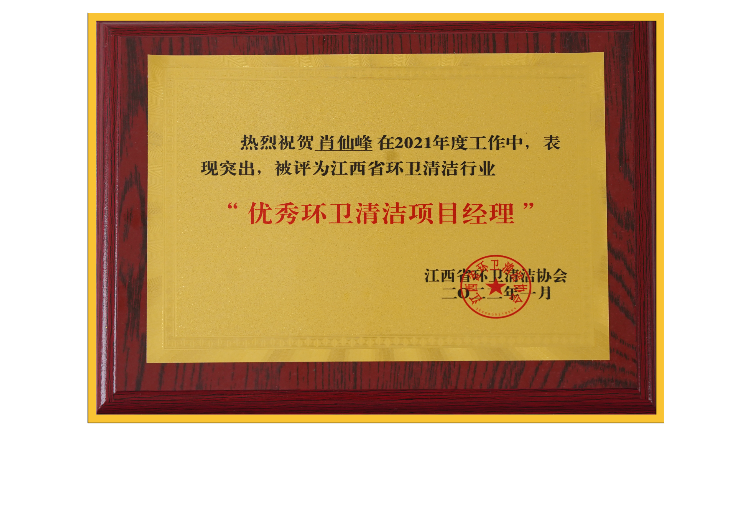 热烈祝贺肖仙峰在2021年度工作中，表
现突出，被评为江西省环卫清洁行业
“优秀环卫清洁项目经理”
江西省环卫清洁协会
二〇二二年一月